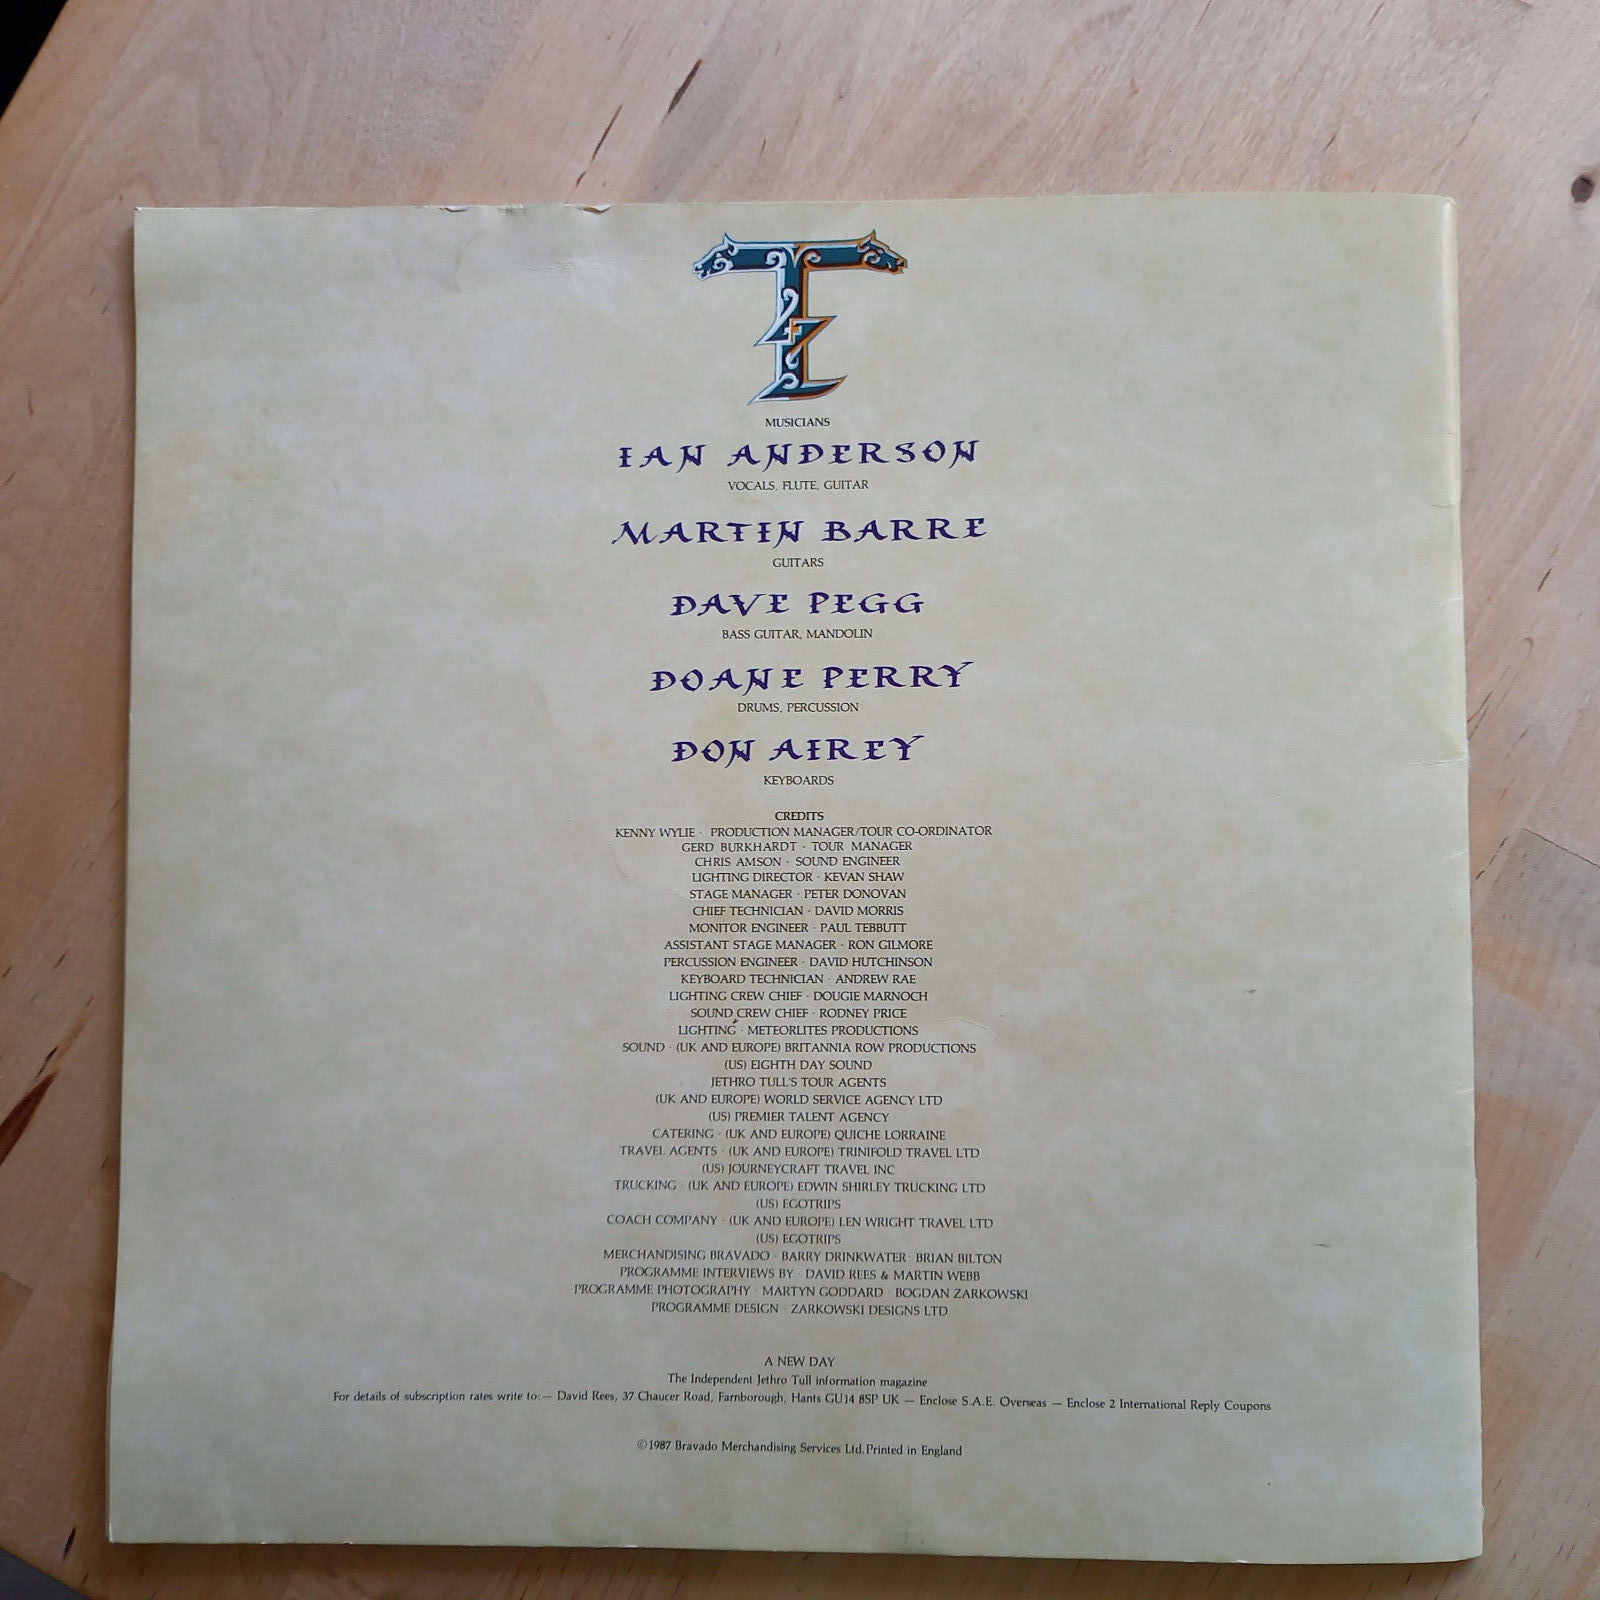 MUSICIANS
IAN ANDERSON
VOCALS, FLUTE, GUITAR
MARTIN BARRE
GUITARS
DAVE PEGG
BASS GUITAR, MANDOLIN
DOANE PERRY
DRUMS, PERCUSSION
DON AIREY
KEYBOARDS
CREDITS
KENNY WYLIE · PRODUCTION MANAGER/TOUR CO-ORDINATOR
GERD BURKHARDT · TOUR MANAGER
CHRIS AMSON · SOUND ENGINEER
LIGHTING DIRECTOR · KEVAN SHAW
STAGE MANAGER · PETER DONOVAN
CHIEF TECHNICIAN · DAVID MORRIS
MONITOR ENGINEER · PAUL TEBBUTT
ASSISTANT STAGE MANAGER · RON GILMORE
PERCUSSION ENGINEER · DAVID HUTCHINSON
KEYBOARD TECHNICIAN · ANDREW RAE
LIGHTING CREW CHIEF · DOUGIE MARNOCH
SOUND CREW CHIEF · RODNEY PRICE
LIGHTING · METEORLITES PRODUCTIONS
SOUND · (UK AND EUROPE) BRITANNIA ROW PRODUCTIONS
(US) EIGHTH DAY SOUND
JETHRO TULL'S TOUR AGENTS
(UK AND EUROPE) WORLD SERVICE AGENCY LTD
(US) PREMIER TALENT AGENCY
CATERING · (UK AND EUROPE) QUICHE LORRAINE
TRAVEL AGENTS · (UK AND EUROPE) TRINIFOLD TRAVEL LTD
(US) JOURNEYCRAFT TRAVEL INC
TRUCKING · (UK AND EUROPE) EDWIN SHIRLEY TRUCKING LTD
(US) EGOTRIPS
COACH COMPANY · (UK AND EUROPE) LEN WRIGHT TRAVEL LTD
(US) EGOTRIPS
MERCHANDISING BRAVADO · BARRY DRINKWATER · BRIAN BILTON
PROGRAMME INTERVIEWS BY · DAVID REES & MARTIN WEBB
PROGRAMME PHOTOGRAPHY · MARTYN GODDARD · BOGDAN ZARKOWSKI
PROGRAMME DESIGN · ZARKOWSKI DESIGNS LTD
A NEW DAY
The Independent Jethro Tull information magazine
For details of subscription rates write to:— David Rees, 37 Chaucer Road, Farnborough, Hants GU14 8SP UK — Enclose S.A.E. Overseas — Enclose 2 International Reply Coupons
©1987 Bravado Merchandising Services Ltd. Printed in England